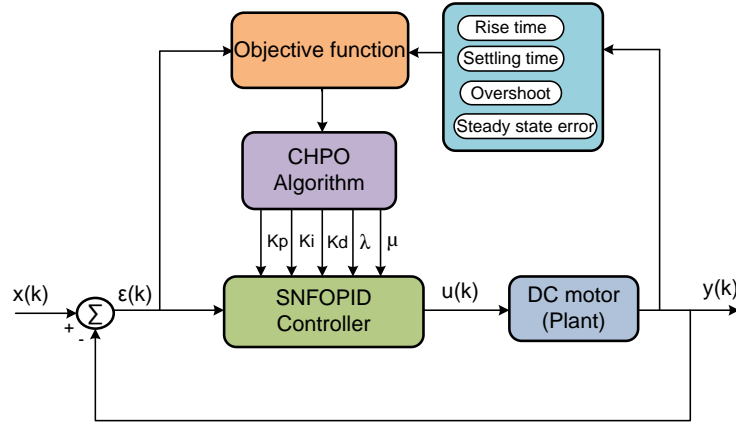 Objective function
Rise time
Settling time
Overshoot
Steady state error
CHPO
Algorithm
Kp Ki Kd λ μ
x(k)
+
-
Σ
ε(k)
SNFOPID
Controller
u(k)
DC motor
(Plant)
y(k)